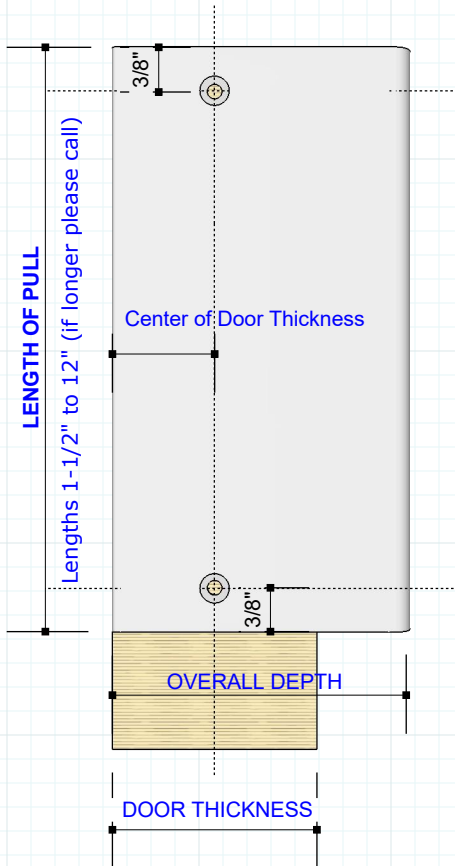 3/8"
LENGTH OF PULL
Lengths 1-1/2" to 12" (if longer please call)
Center of Door Thickness
3/8"
OVERALL DEPTH
DOOR THICKNESS